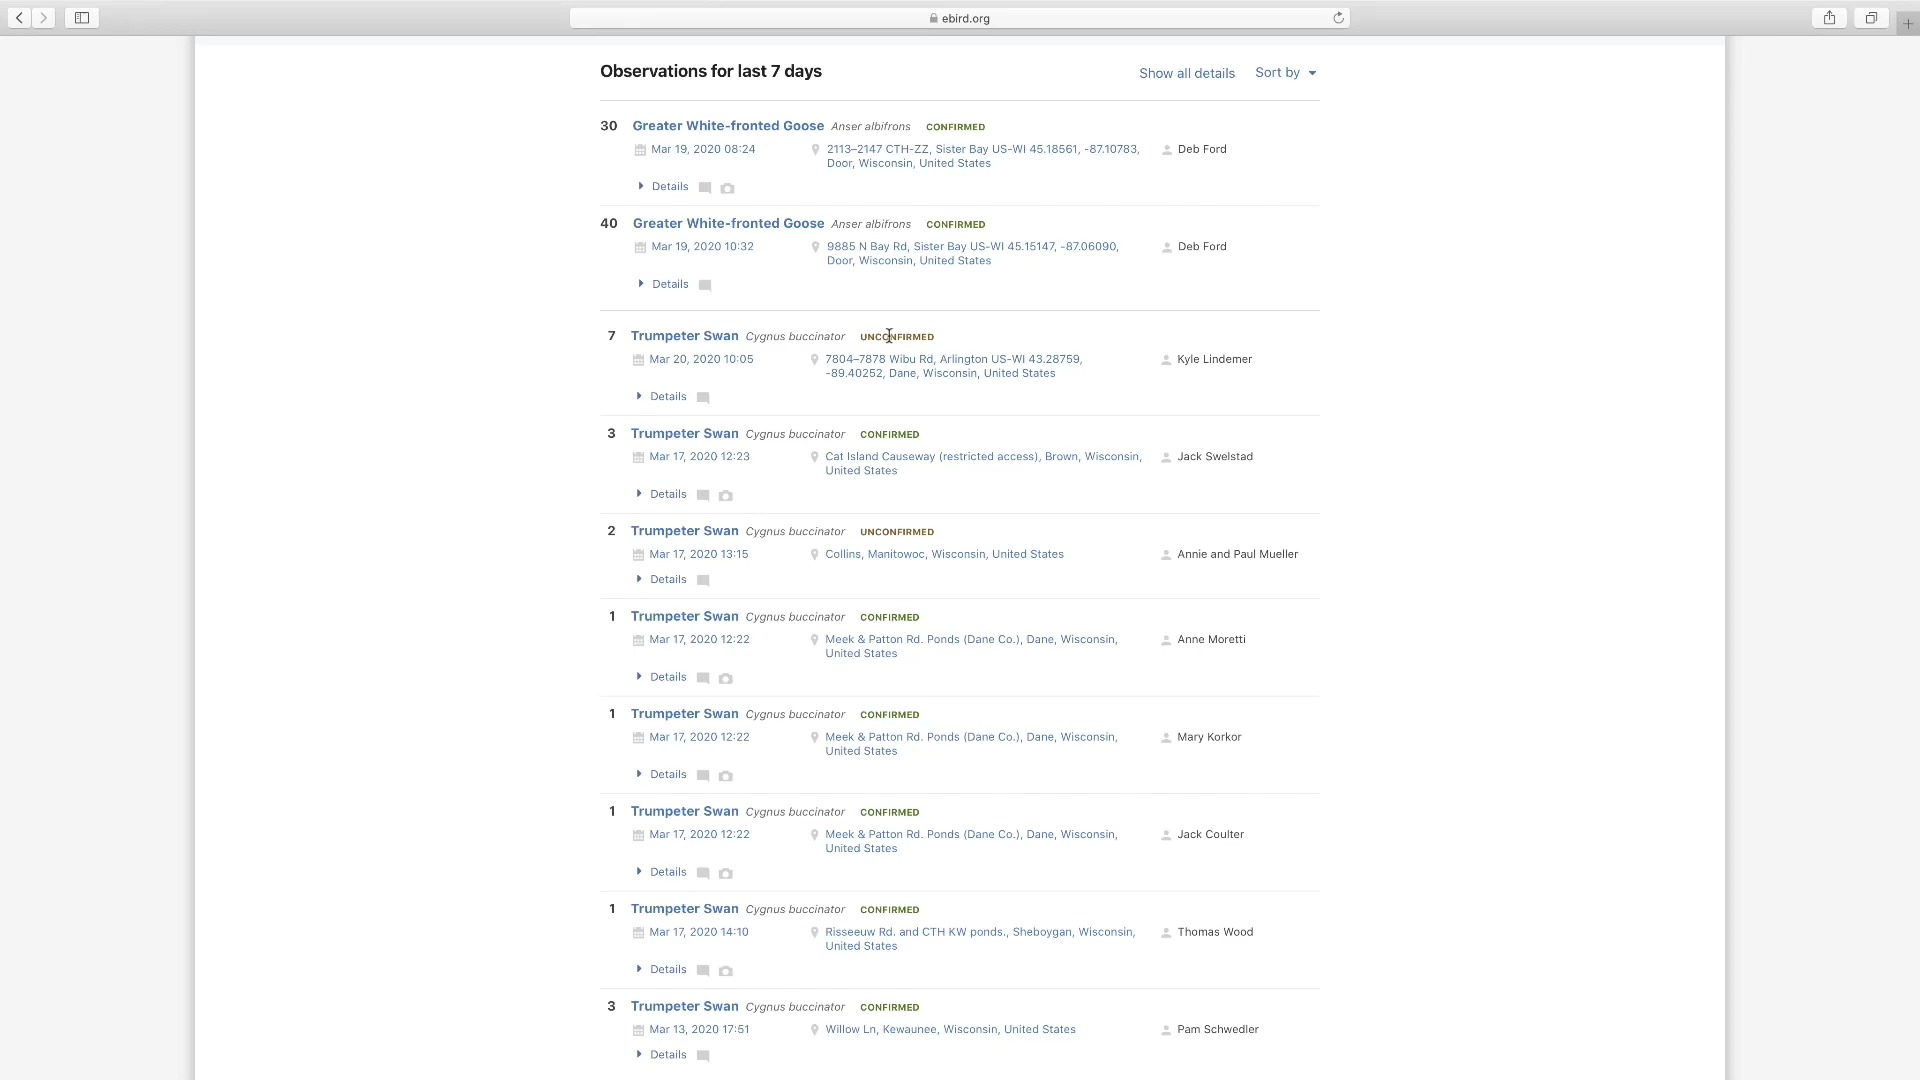 ebird.org
Observations for last 7 days
Show all details
Sort by
30 Greater White-fronted Goose Anser albifrons CONFIRMED
Mar 19, 2020 08:24
2113–2147 CTH-ZZ, Sister Bay US-WI 45.18561, -87.10783,
Door, Wisconsin, United States
Deb Ford
Details
40 Greater White-fronted Goose Anser albifrons CONFIRMED
Mar 19, 2020 10:32
9885 N Bay Rd, Sister Bay US-WI 45.15147, -87.06090,
Door, Wisconsin, United States
Deb Ford
Details
7 Trumpeter Swan Cygnus buccinator UNCONFIRMED
Mar 20, 2020 10:05
7804–7878 Wibu Rd, Arlington US-WI 43.28759,
-89.40252, Dane, Wisconsin, United States
Kyle Lindemer
Details
3 Trumpeter Swan Cygnus buccinator CONFIRMED
Mar 17, 2020 12:23
Cat Island Causeway (restricted access), Brown, Wisconsin,
United States
Jack Swelstad
Details
2 Trumpeter Swan Cygnus buccinator UNCONFIRMED
Mar 17, 2020 13:15
Collins, Manitowoc, Wisconsin, United States
Annie and Paul Mueller
Details
1 Trumpeter Swan Cygnus buccinator CONFIRMED
Mar 17, 2020 12:22
Meek & Patton Rd. Ponds (Dane Co.), Dane, Wisconsin,
United States
Anne Moretti
Details
1 Trumpeter Swan Cygnus buccinator CONFIRMED
Mar 17, 2020 12:22
Meek & Patton Rd. Ponds (Dane Co.), Dane, Wisconsin,
United States
Mary Korkor
Details
1 Trumpeter Swan Cygnus buccinator CONFIRMED
Mar 17, 2020 12:22
Meek & Patton Rd. Ponds (Dane Co.), Dane, Wisconsin,
United States
Jack Coulter
Details
1 Trumpeter Swan Cygnus buccinator CONFIRMED
Mar 17, 2020 14:10
Risseeuw Rd. and CTH KW ponds., Sheboygan, Wisconsin,
United States
Thomas Wood
Details
3 Trumpeter Swan Cygnus buccinator CONFIRMED
Mar 13, 2020 17:51
Willow Ln, Kewaunee, Wisconsin, United States
Pam Schwedler
Details